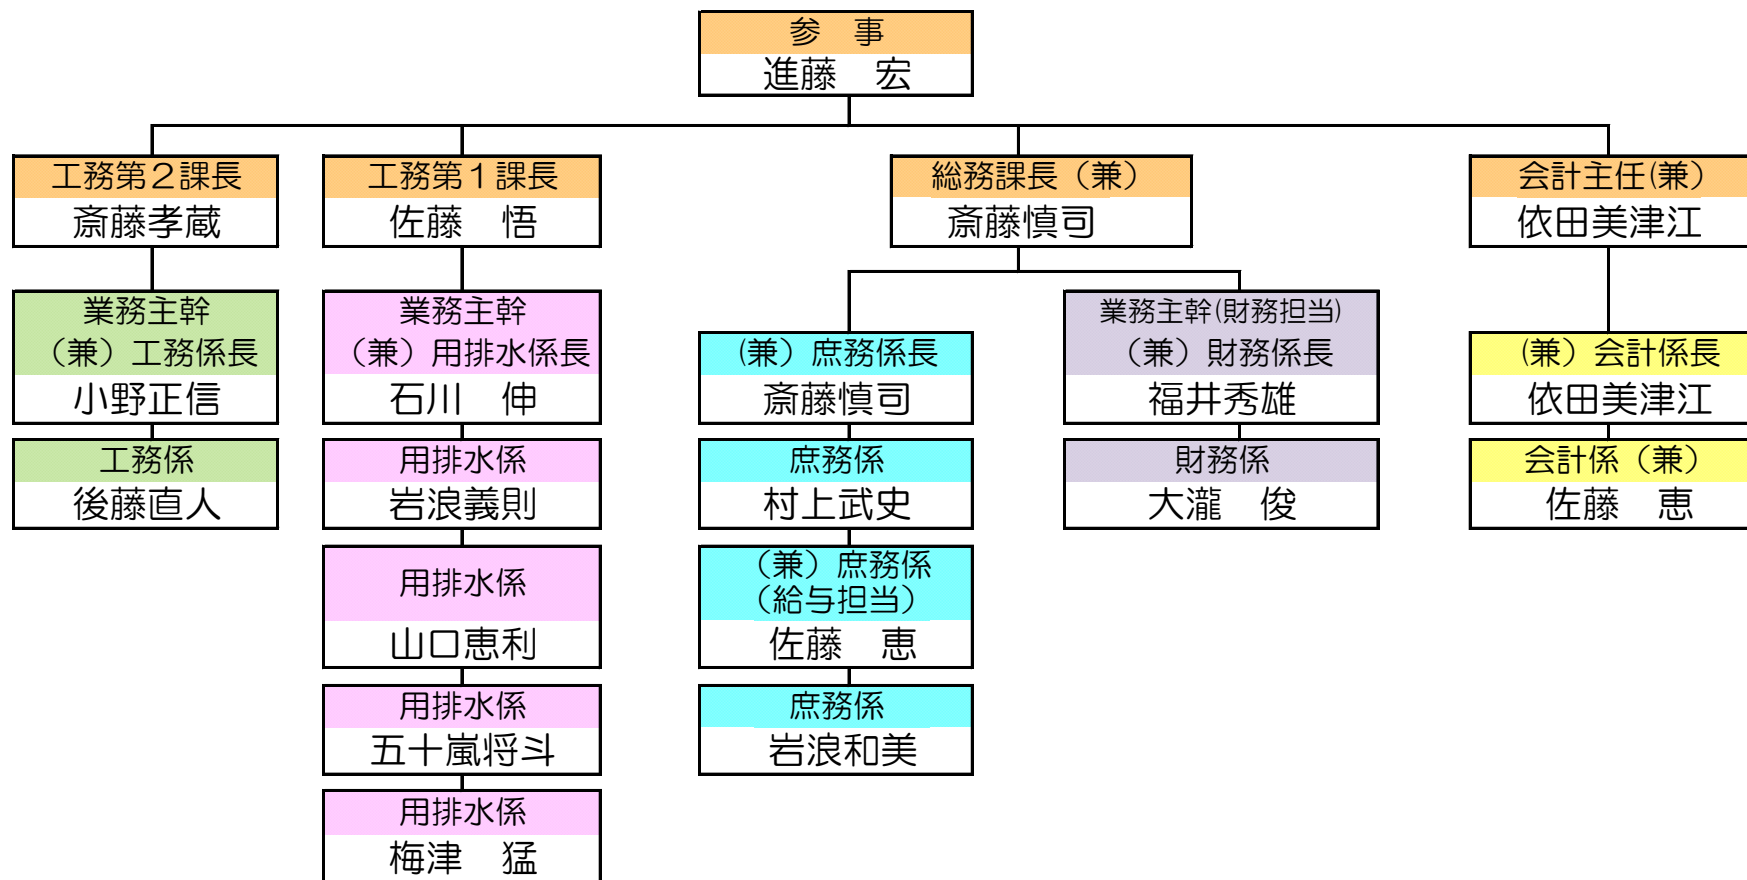 参　事
進藤　宏
工務第２課長
斎藤孝蔵
工務第１課長
佐藤　悟
総務課長（兼）
斎藤慎司
会計主任(兼）
依田美津江
業務主幹
（兼）工務係長
小野正信
工務係
後藤直人
業務主幹
（兼）用排水係長
石川　伸
用排水係
岩浪義則
用排水係
山口恵利
用排水係
五十嵐将斗
用排水係
梅津　猛
(兼）庶務係長
斎藤慎司
庶務係
村上武史
（兼）庶務係
（給与担当）
佐藤　恵
庶務係
岩浪和美
業務主幹(財務担当)
（兼）財務係長
福井秀雄
財務係
大瀧　俊
(兼）会計係長
依田美津江
会計係（兼）
佐藤　恵